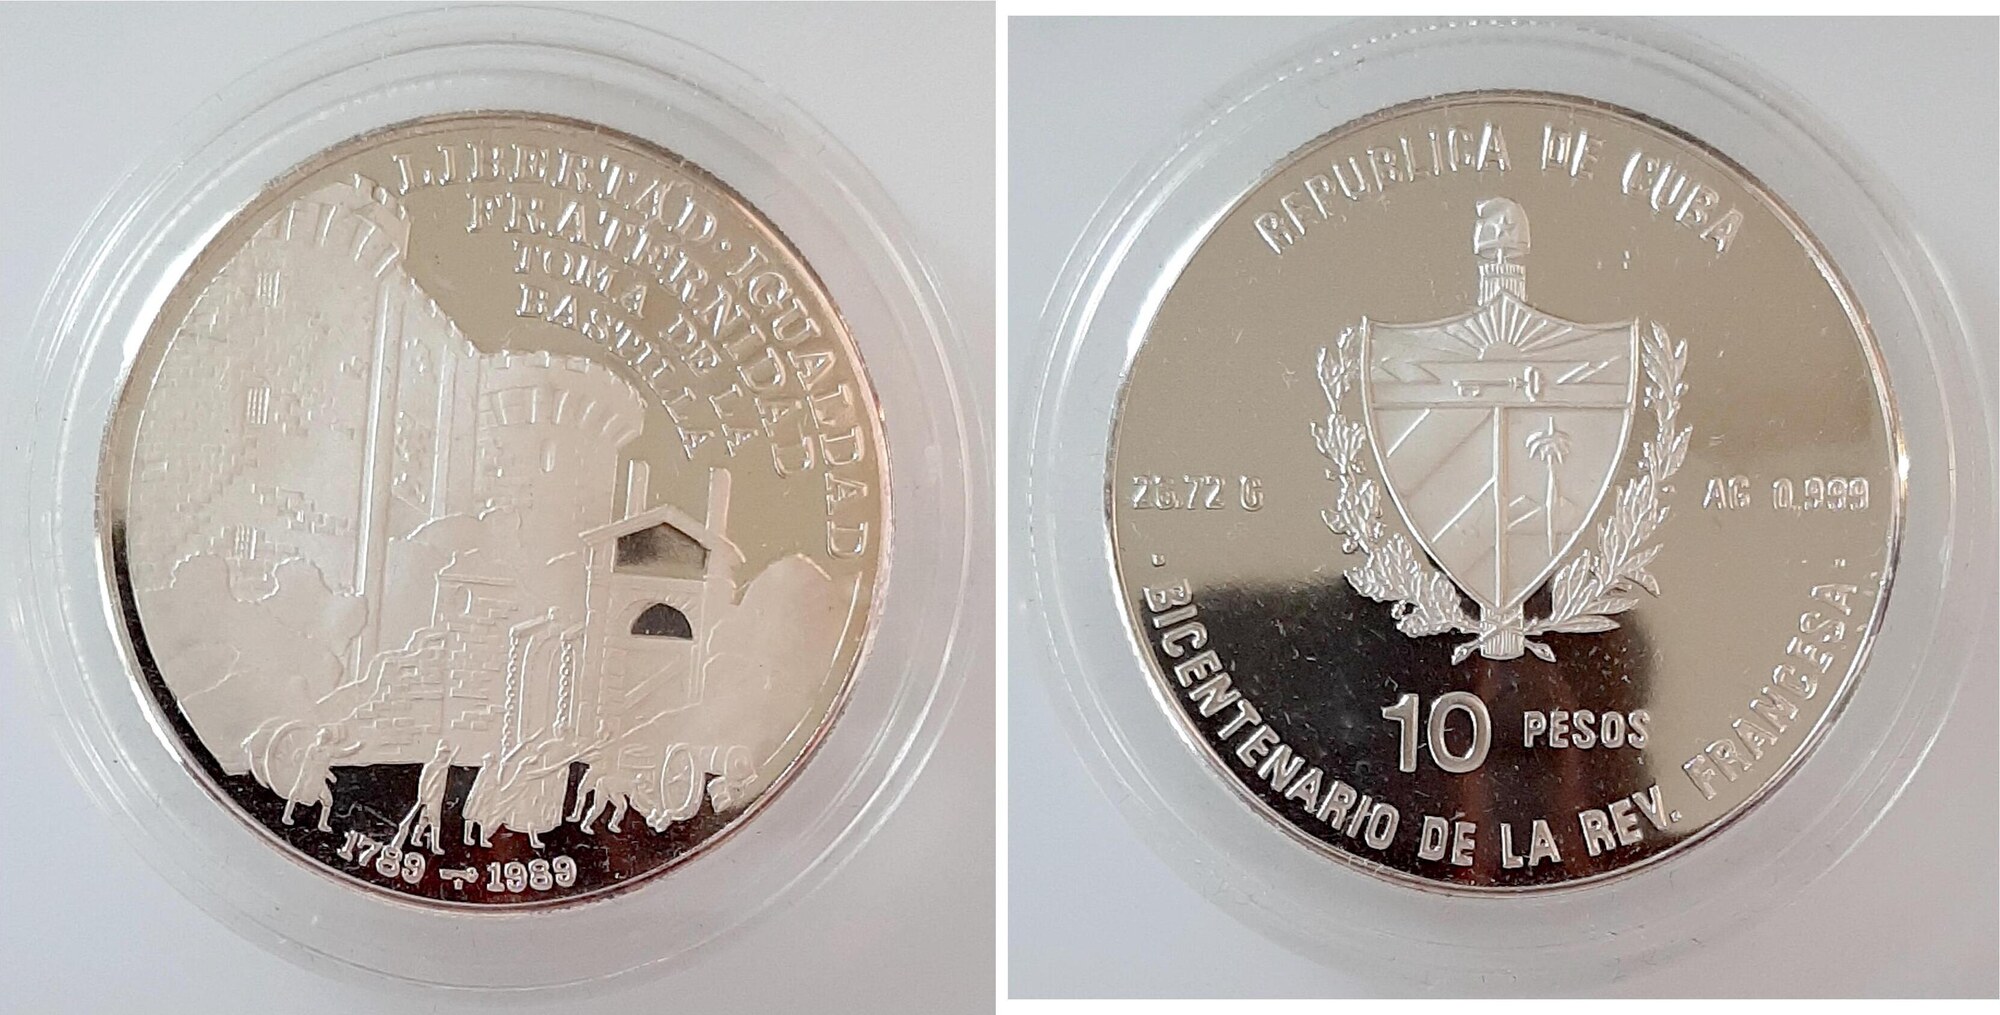 LIBERTAD · IGUALDAD
FRATERNIDAD
TOMA DE LA
BASTILLA
1789 1989
REPUBLICA DE CUBA
26.72 G
AG 0,999
10 PESOS
· BICENTENARIO DE LA REV. FRANCESA ·